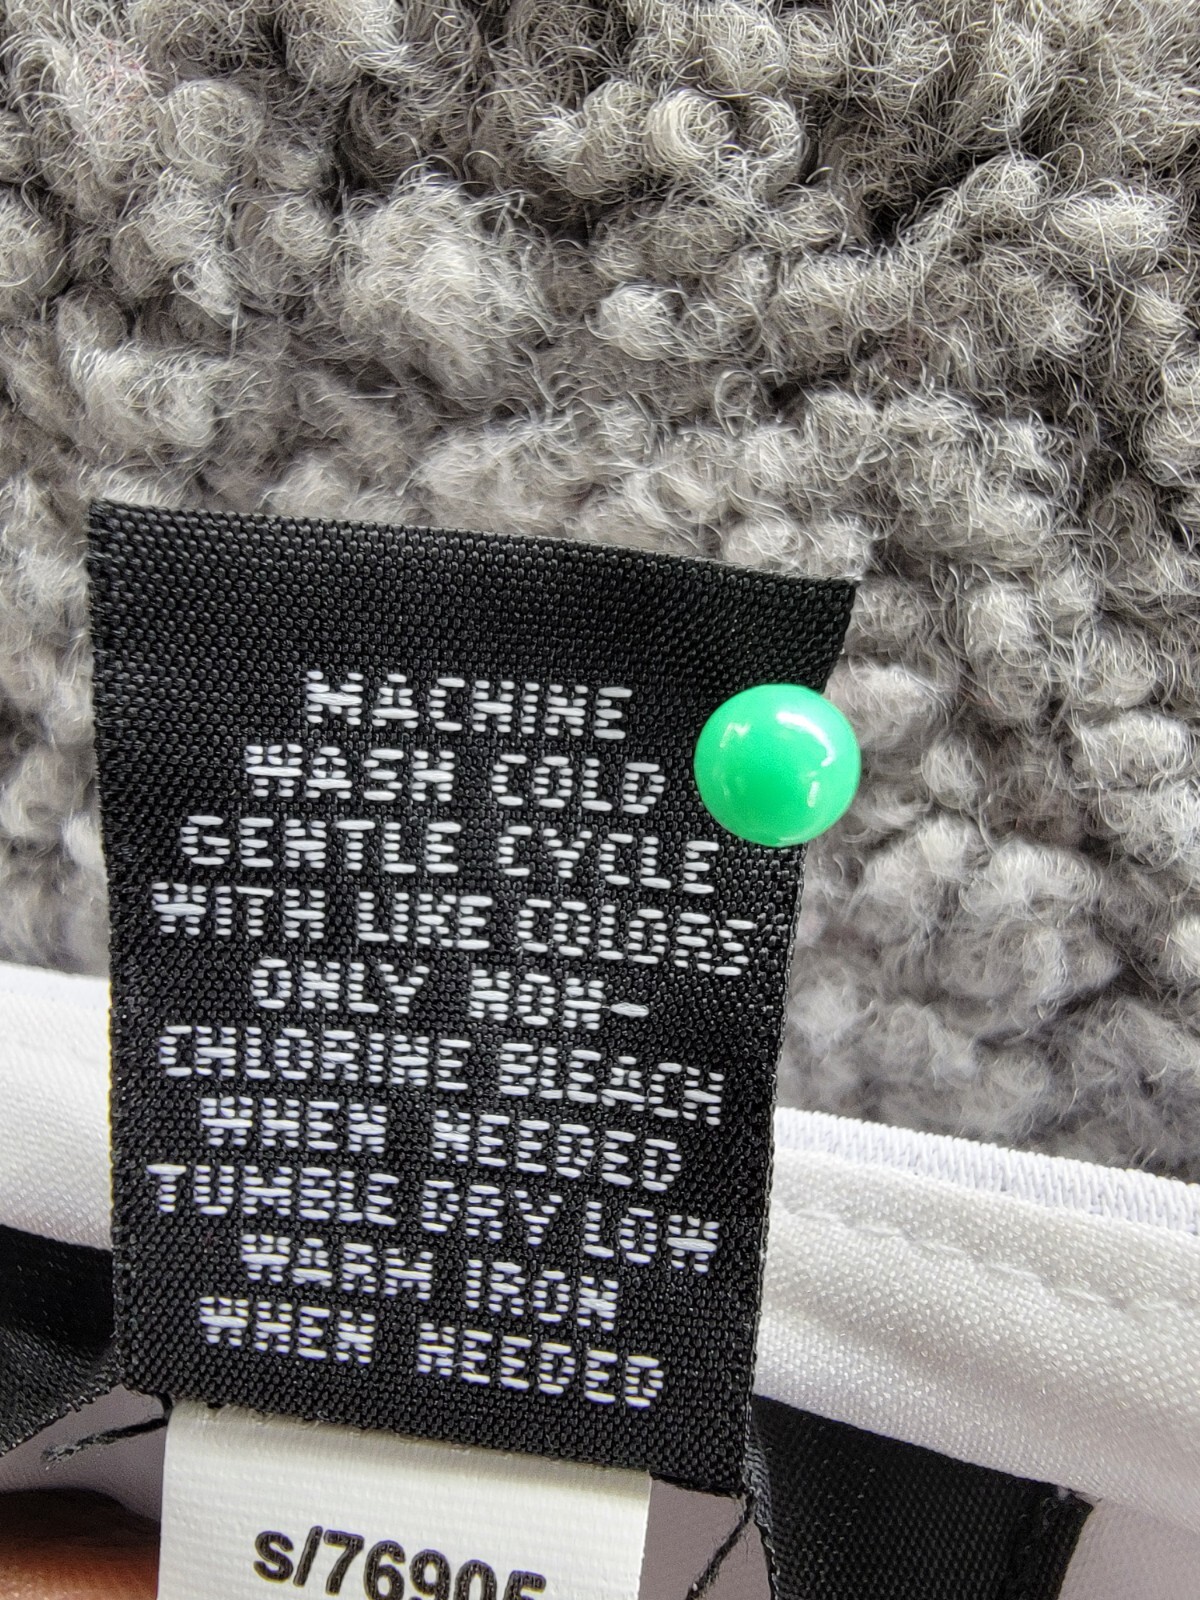 MACHINE
WASH COLD
GENTLE CYCLE
WITH LIKE COLORS
ONLY NON-
CHLORINE BLEACH
WHEN NEEDED
TUMBLE DRY LOW
WARM IRON
WHEN NEEDED
s/76905